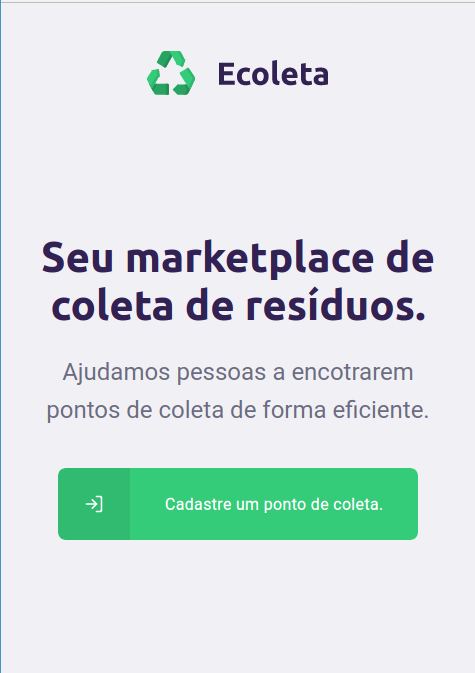 Ecoleta
Seu marketplace de
coleta de resíduos.
Ajudamos pessoas a encotrarem
pontos de coleta de forma eficiente.
Cadastre um ponto de coleta.